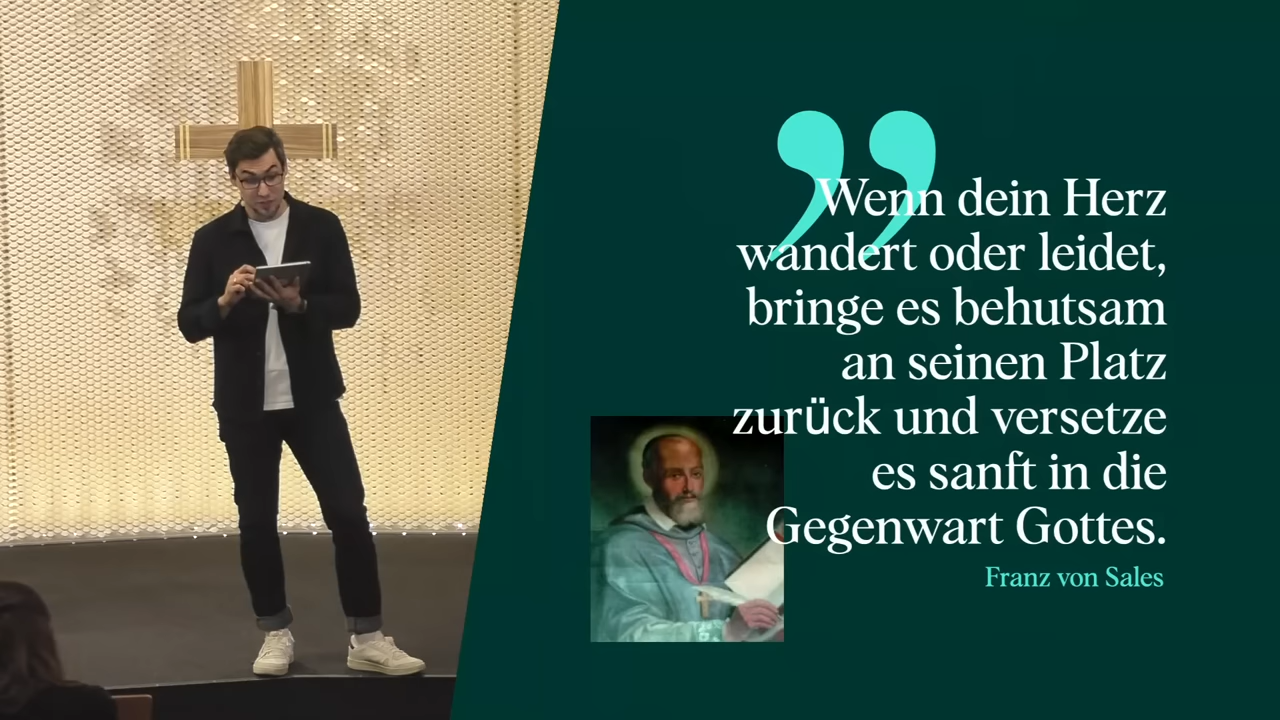 ”
Wenn dein Herz
wandert oder leidet,
bringe es behutsam
an seinen Platz
zurück und versetze
es sanft in die
Gegenwart Gottes.
Franz von Sales